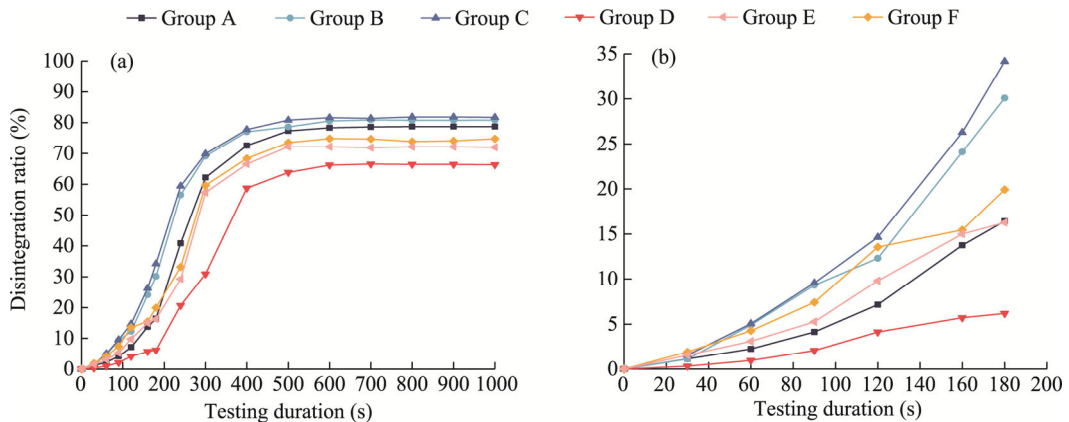 Group A Group B Group C Group D Group E Group F
(a)
Disintegration ratio (%)
100
90
80
70
60
50
40
30
20
10
0
0 100 200 300 400 500 600 700 800 900 1000
Testing duration (s)
(b)
35
30
25
20
15
10
5
0
0 20 40 60 80 100 120 140 160 180 200
Testing duration (s)